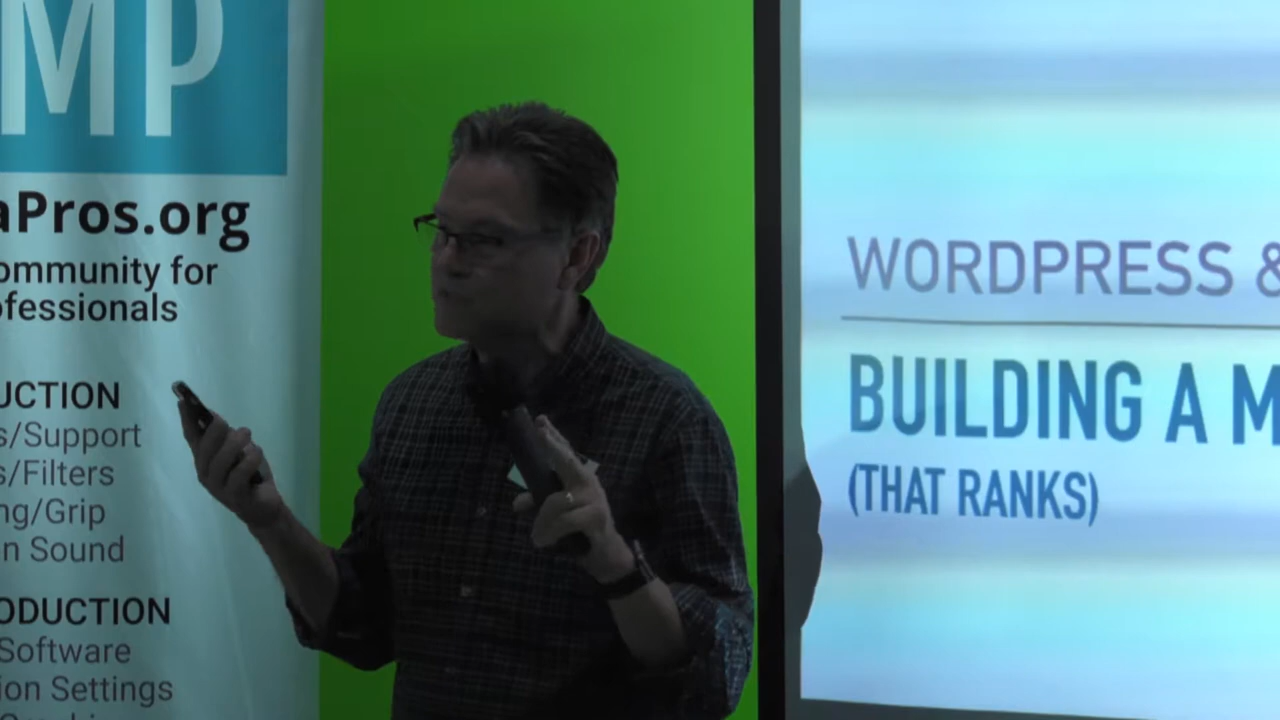 MP
aPros.org
ommunity for
ofessionals
UCTION
s/Support
s/Filters
ng/Grip
n Sound
ODUCTION
Software
ion Settings
WORDPRESS &
BUILDING A M
(THAT RANKS)